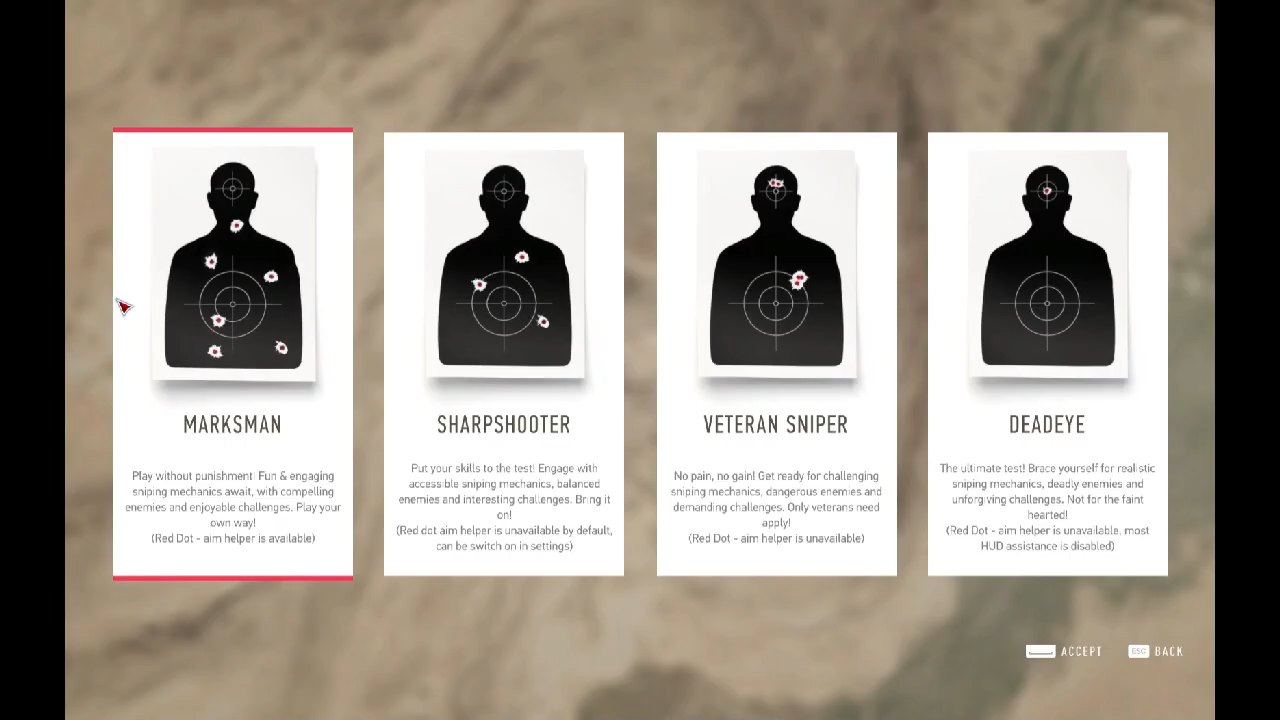 MARKSMAN
Play without punishment! Fun & engaging
sniping mechanics await, with compelling
enemies and enjoyable challenges. Play your
own way!
(Red Dot - aim helper is available)
SHARPSHOOTER
Put your skills to the test! Engage with
accessible sniping mechanics, balanced
enemies and interesting challenges. Bring it
on!
(Red dot aim helper is unavailable by default,
can be switch on in settings)
VETERAN SNIPER
No pain, no gain! Get ready for challenging
sniping mechanics, dangerous enemies and
demanding challenges. Only veterans need
apply!
(Red Dot - aim helper is unavailable)
DEADEYE
The ultimate test! Brace yourself for realistic
sniping mechanics, deadly enemies and
unforgiving challenges. Not for the faint
hearted!
(Red Dot - aim helper is unavailable, most
HUD assistance is disabled)
ACCEPT
ESC BACK